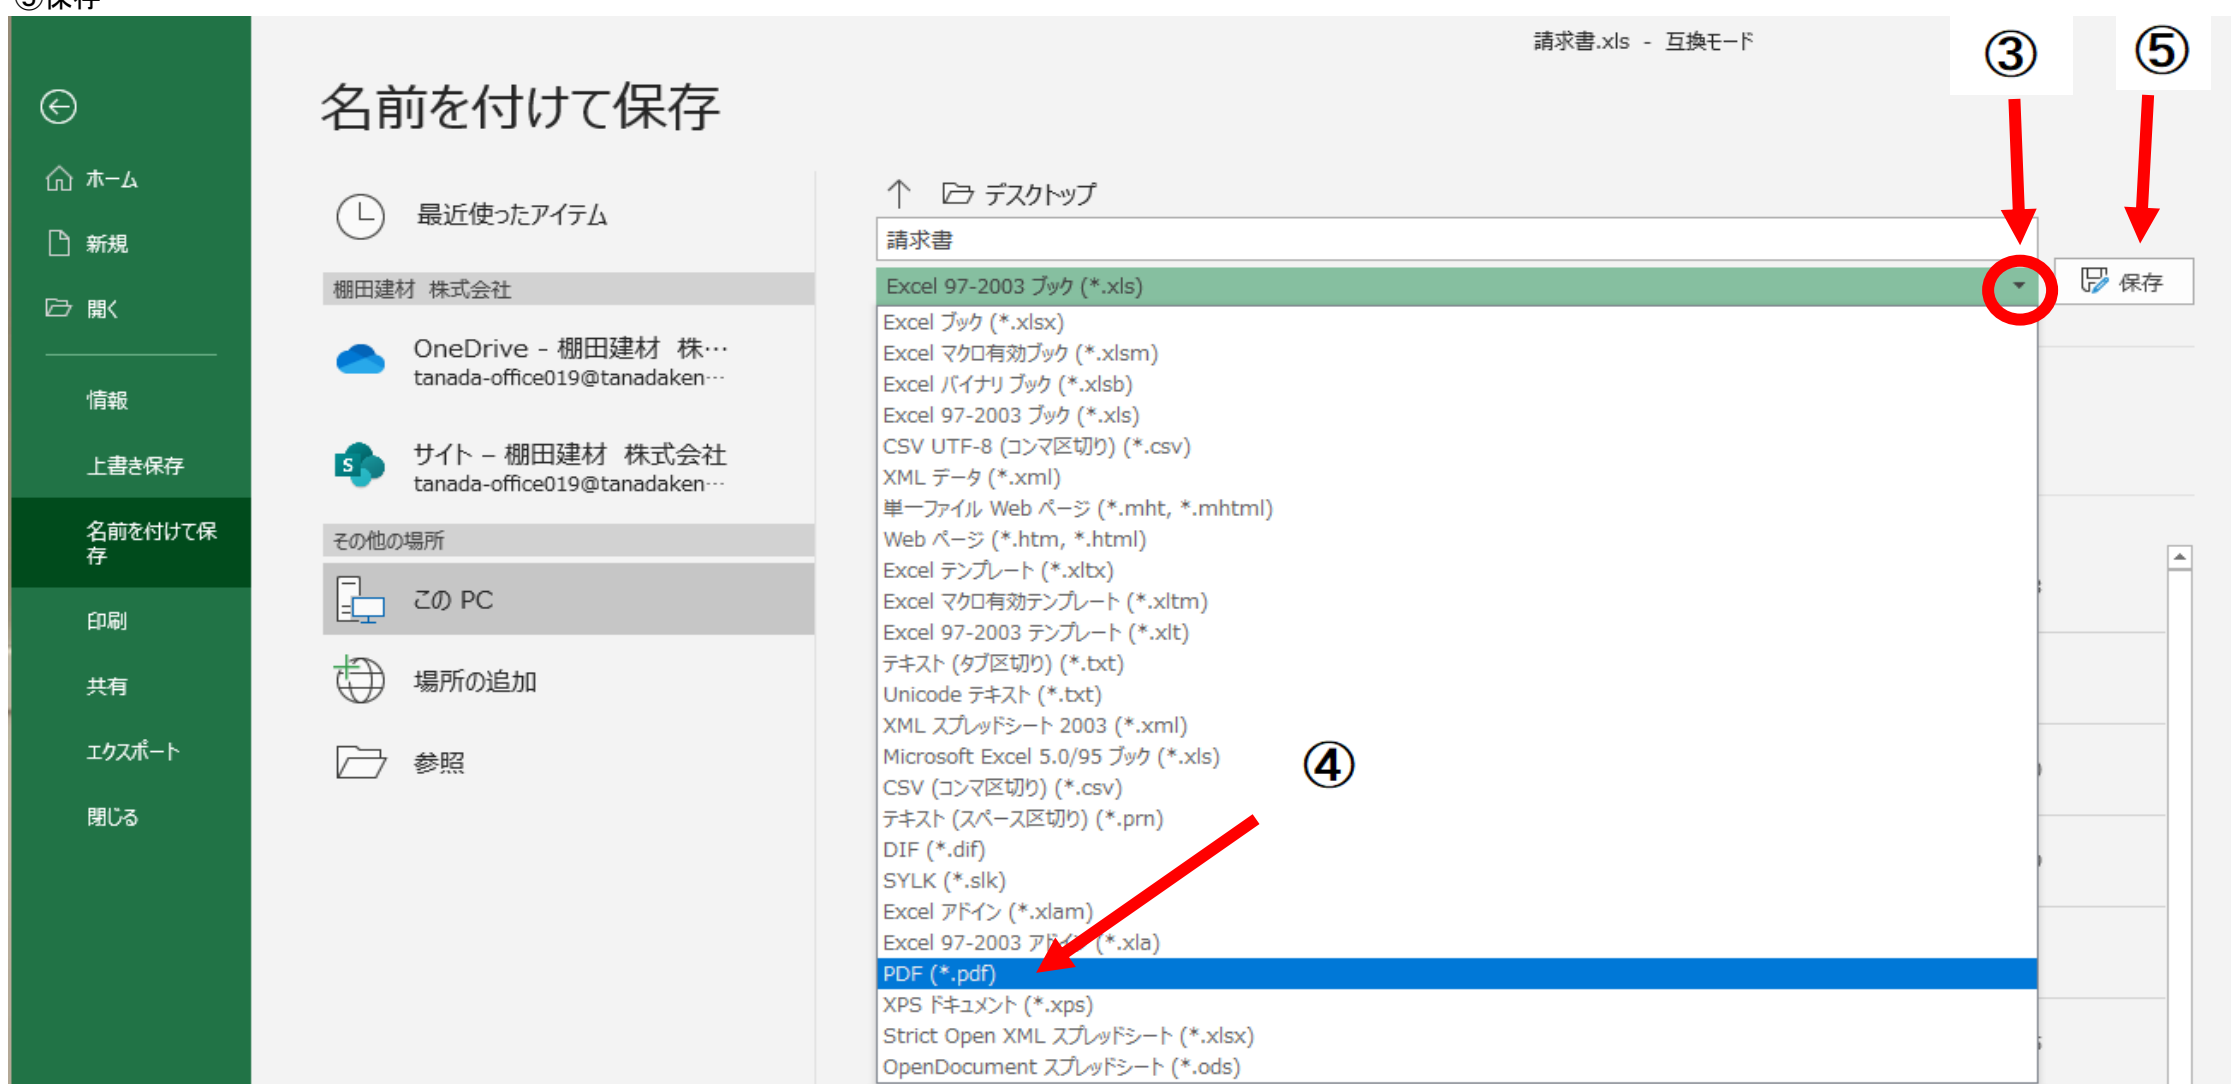 ⑤保存
請求書.xls - 互換モード
③
⑤
名前を付けて保存
ホーム
新規
開く
情報
上書き保存
名前を付けて保
存
印刷
共有
エクスポート
閉じる
最近使ったアイテム
棚田建材 株式会社
OneDrive - 棚田建材 株…
tanada-office019@tanadaken…
サイト – 棚田建材 株式会社
tanada-office019@tanadaken…
その他の場所
この PC
場所の追加
参照
デスクトップ
請求書
Excel 97-2003 ブック (*.xls)
保存
Excel ブック (*.xlsx)
Excel マクロ有効ブック (*.xlsm)
Excel バイナリ ブック (*.xlsb)
Excel 97-2003 ブック (*.xls)
CSV UTF-8 (コンマ区切り) (*.csv)
XML データ (*.xml)
単一ファイル Web ページ (*.mht, *.mhtml)
Web ページ (*.htm, *.html)
Excel テンプレート (*.xltx)
Excel マクロ有効テンプレート (*.xltm)
Excel 97-2003 テンプレート (*.xlt)
テキスト (タブ区切り) (*.txt)
Unicode テキスト (*.txt)
XML スプレッドシート 2003 (*.xml)
Microsoft Excel 5.0/95 ブック (*.xls)
④
CSV (コンマ区切り) (*.csv)
テキスト (スペース区切り) (*.prn)
DIF (*.dif)
SYLK (*.slk)
Excel アドイン (*.xlam)
Excel 97-2003 アドイン (*.xla)
PDF (*.pdf)
XPS ドキュメント (*.xps)
Strict Open XML スプレッドシート (*.xlsx)
OpenDocument スプレッドシート (*.ods)